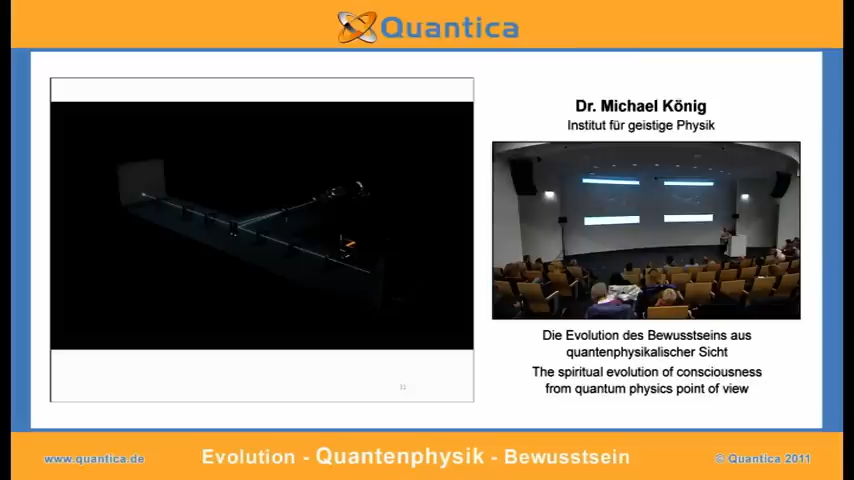 Quantica
Dr. Michael König
Institut für geistige Physik
Die Evolution des Bewusstseins aus
quantenphysikalischer Sicht
The spiritual evolution of consciousness
from quantum physics point of view
www.quantica.de
Evolution - Quantenphysik - Bewusstsein
© Quantica 2011